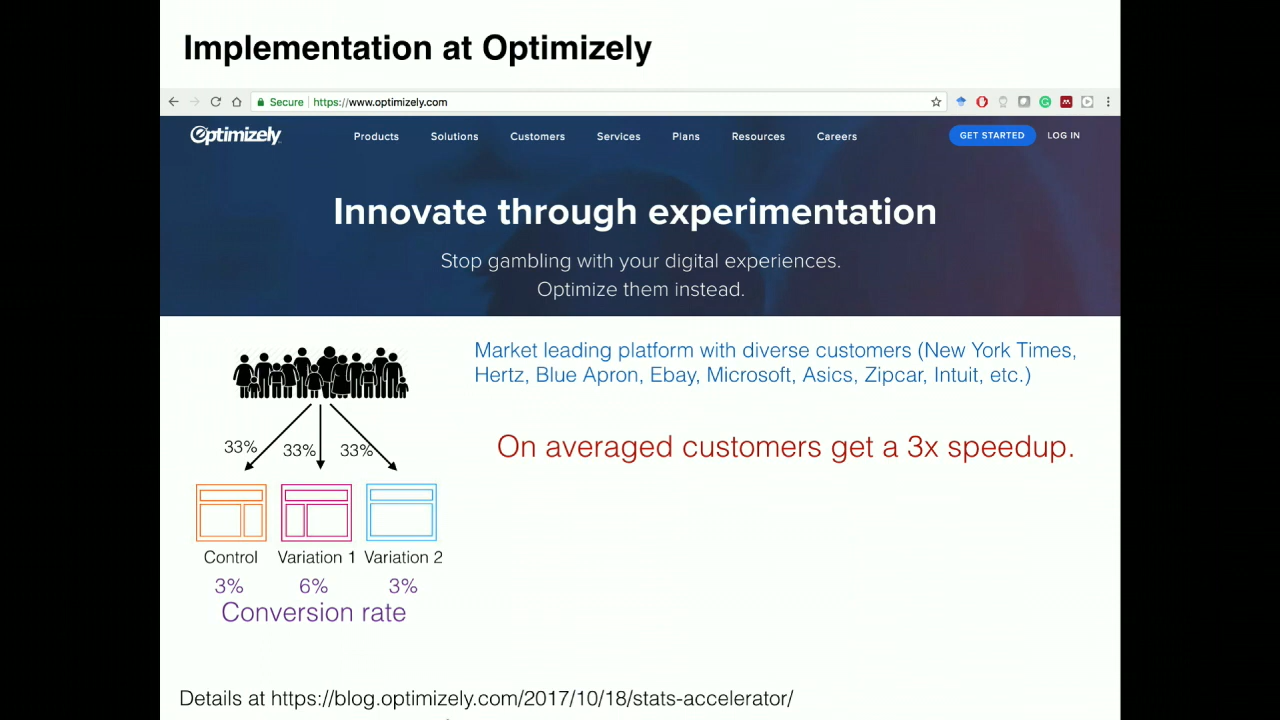 Implementation at Optimizely
Secure https://www.optimizely.com
Optimizely Products Solutions Customers Services Plans Resources Careers GET STARTED LOG IN
Innovate through experimentation
Stop gambling with your digital experiences.
Optimize them instead.
Market leading platform with diverse customers (New York Times,
Hertz, Blue Apron, Ebay, Microsoft, Asics, Zipcar, Intuit, etc.)
33% 33% 33%
On averaged customers get a 3x speedup.
Control Variation 1 Variation 2
3% 6% 3%
Conversion rate
Details at https://blog.optimizely.com/2017/10/18/stats-accelerator/